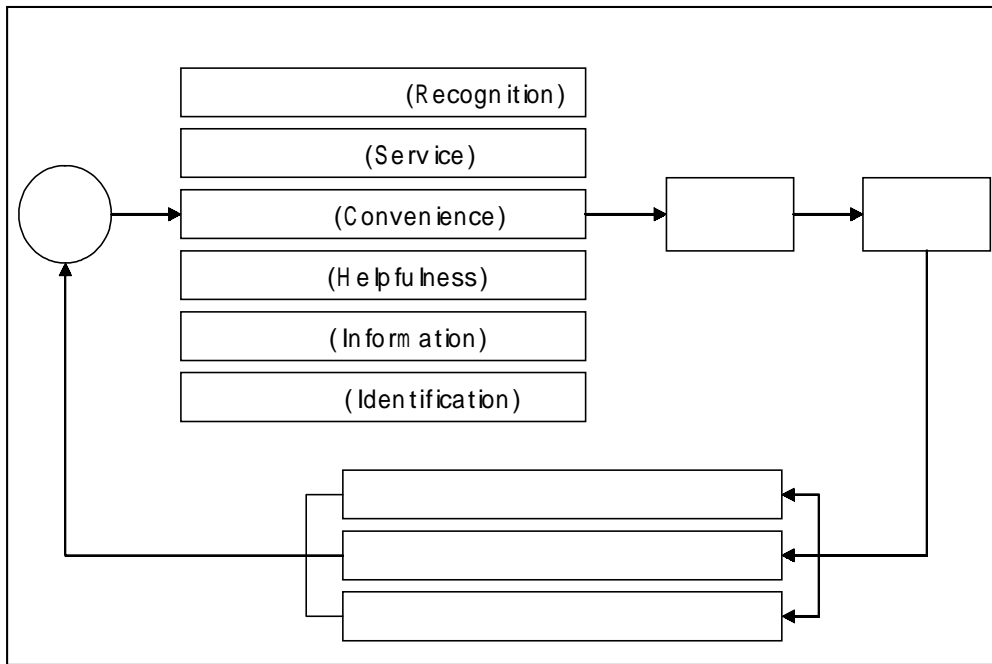 (Recognition)
(Service)
(Convenience)
(Helpfulness)
(Information)
(Identification)